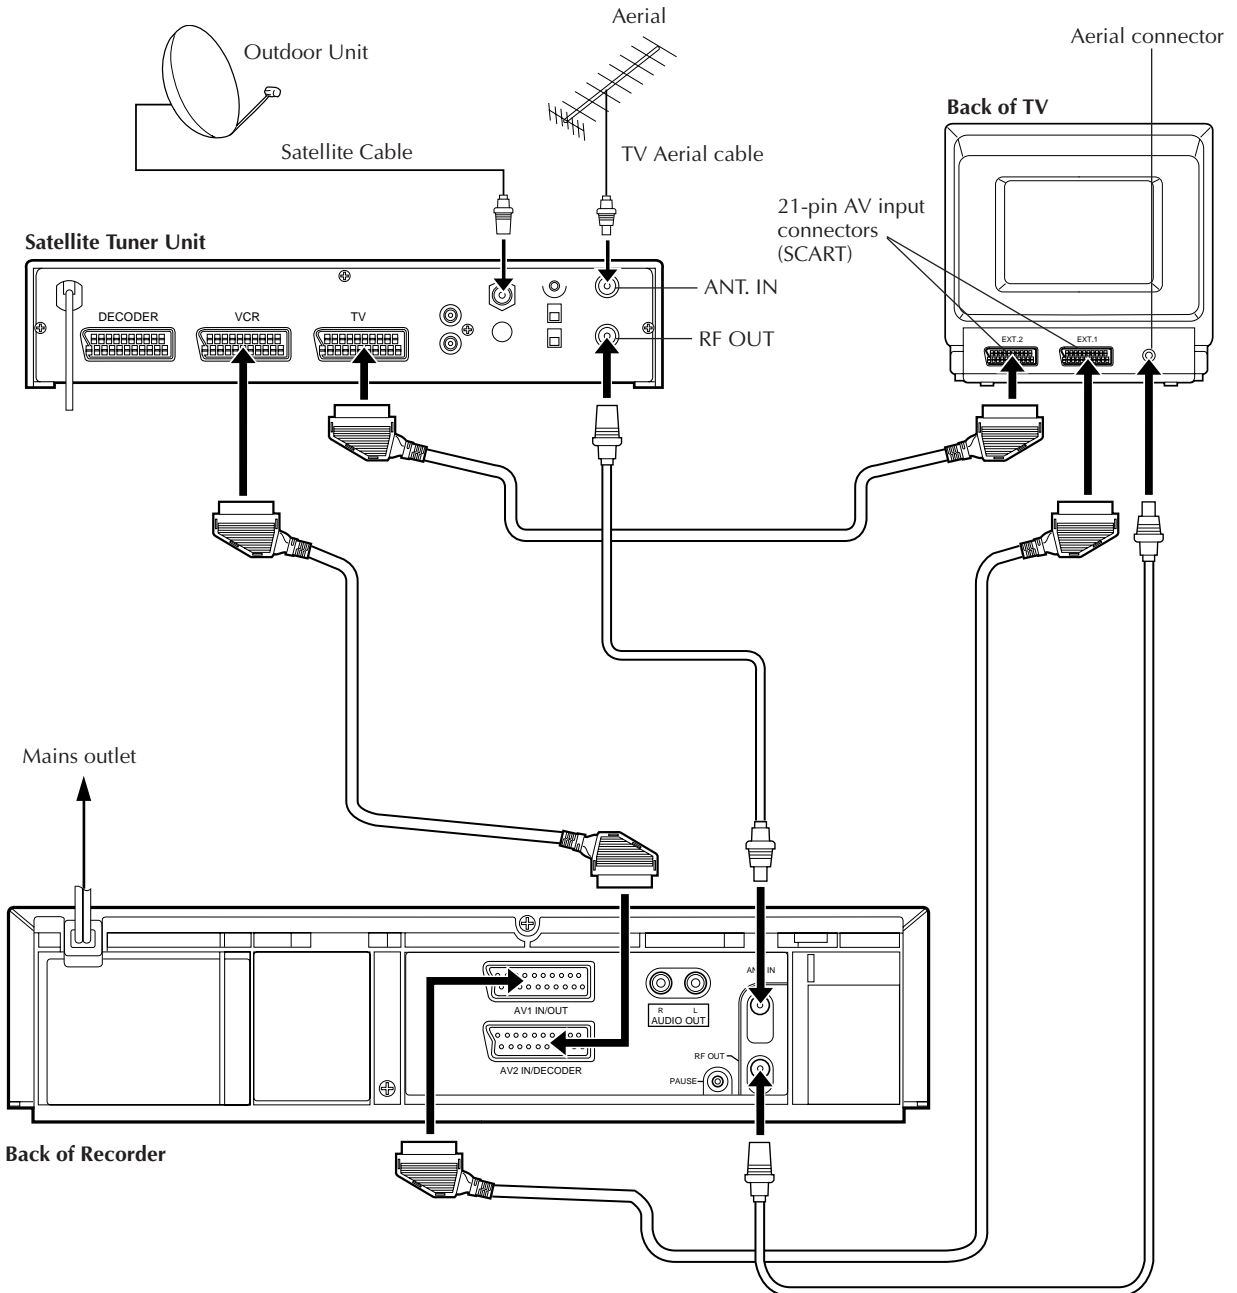 Aerial
Aerial connector
Outdoor Unit
Back of TV
Satellite Cable
TV Aerial cable
21-pin AV input
connectors
(SCART)
Satellite Tuner Unit
ANT. IN
DECODER
VCR
TV
RF OUT
EXT.2
EXT.1
Mains outlet
IN
AV1 IN/OUT
R
L
AUDIO OUT
RF OUT
AV2 IN/DECODER
PAUSE
Back of Recorder